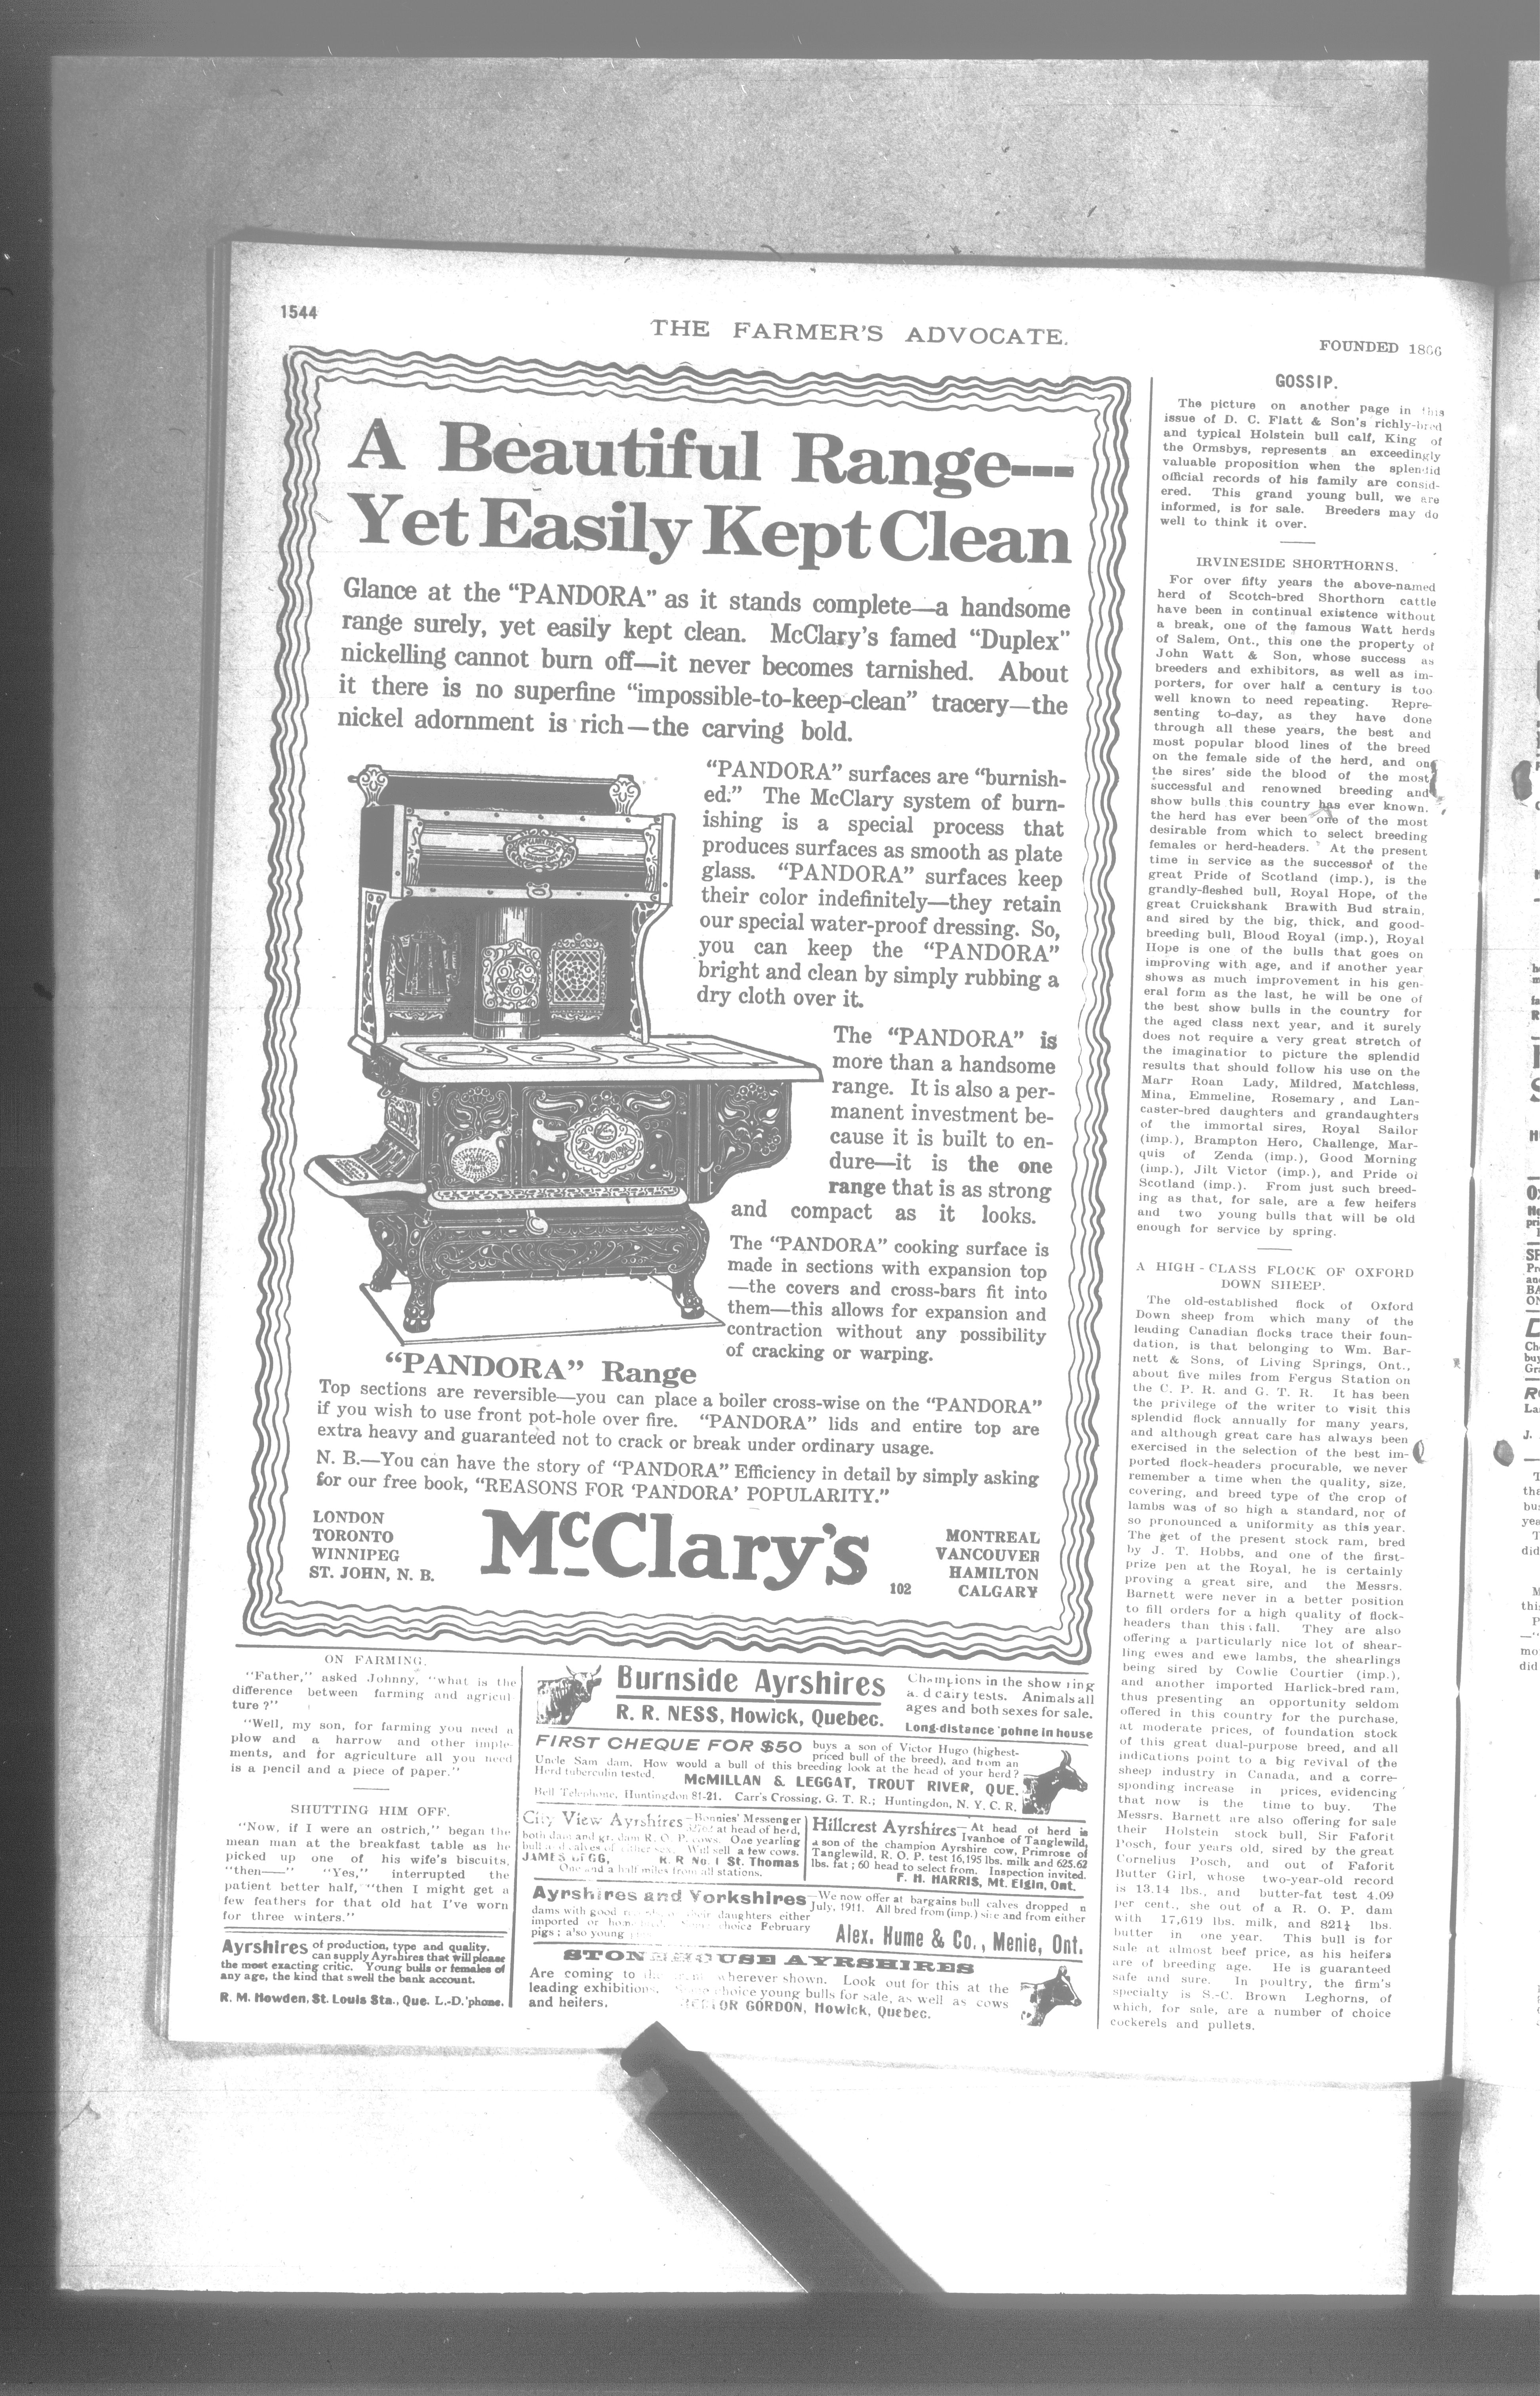 1544
THE FARMER'S ADVOCATE.
FOUNDED 1866
A Beautiful Range---
Yet Easily Kept Clean
Glance at the "PANDORA" as it stands complete—a handsome
range surely, yet easily kept clean. McClary's famed "Duplex"
nickelling cannot burn off—it never becomes tarnished. About
it there is no superfine "impossible-to-keep-clean" tracery—the
nickel adornment is rich—the carving bold.
"PANDORA" surfaces are "burnish-
ed." The McClary system of burn-
ishing is a special process that
produces surfaces as smooth as plate
glass. "PANDORA" surfaces keep
their color indefinitely—they retain
our special water-proof dressing. So,
you can keep the "PANDORA"
bright and clean by simply rubbing a
dry cloth over it.
The "PANDORA" is
more than a handsome
range. It is also a per-
manent investment be-
cause it is built to en-
dure—it is the one
range that is as strong
and compact as it looks.
The "PANDORA" cooking surface is
made in sections with expansion top
—the covers and cross-bars fit into
them—this allows for expansion and
contraction without any possibility
of cracking or warping.
PANDORA
"PANDORA" Range
Top sections are reversible—you can place a boiler cross-wise on the "PANDORA"
if you wish to use front pot-hole over fire. "PANDORA" lids and entire top are
extra heavy and guaranteed not to crack or break under ordinary usage.
N. B.—You can have the story of "PANDORA" Efficiency in detail by simply asking
for our free book, "REASONS FOR 'PANDORA' POPULARITY."
LONDON
TORONTO
WINNIPEG
ST. JOHN, N. B.
McClary's
102
MONTREAL
VANCOUVER
HAMILTON
CALGARY
ON FARMING.
"Father," asked Johnny, "what is the
difference between farming and agricul-
ture ?"
"Well, my son, for farming you need a
plow and a harrow and other imple-
ments, and for agriculture all you need
is a pencil and a piece of paper."
SHUTTING HIM OFF.
"Now, if I were an ostrich," began the
mean man at the breakfast table as he
picked up one of his wife's biscuits,
"then——" "Yes," interrupted the
patient better half, "then I might get a
few feathers for that old hat I've worn
for three winters."
Ayrshires of production, type and quality.
can supply Ayrshires that will please
the most exacting critic. Young bulls or females of
any age, the kind that swell the bank account.
R. M. Howden, St. Louis Sta., Que. L.-D. 'phone.
Burnside Ayrshires
R. R. NESS, Howick, Quebec.
Champions in the show ring
a.d dairy tests. Animals all
ages and both sexes for sale.
Long-distance 'pohne in house
FIRST CHEQUE FOR $50 buys a son of Victor Hugo (highest-
priced bull of the breed), and from an
Uncle Sam dam. How would a bull of this breeding look at the head of your herd?
Herd tuberculin tested. McMILLAN & LEGGAT, TROUT RIVER, QUE.
Bell Telephone, Huntingdon 81-21. Carr's Crossing, G. T. R.; Huntingdon, N. Y. C. R.
City View Ayrshires—Bonnies' Messenger
at head of herd,
both dam and gr. dam R. O. P. cows. One yearling
bull Will sell a few cows.
JAMES BEGG, R. R No. 1 St. Thomas
One and a half miles from all stations.
Hillcrest Ayrshires—At head of herd is
Ivanhoe of Tanglewild,
a son of the champion Ayrshire cow, Primrose of
Tanglewild, R. O. P. test 16,195 lbs. milk and 625.62
lbs. fat; 60 head to select from. Inspection invited.
F. H. HARRIS, Mt. Elgin, Ont.
Ayrshires and Yorkshires—We now offer at bargains bull calves dropped n
July, 1911. All bred from (imp.) sire and from either
dams with good their daughters either
imported or choice February
pigs; a'so young
Alex. Hume & Co., Menie, Ont.
STONEHOUSE AYRSHIRES
Are coming to wherever shown. Look out for this at the
leading exhibitions. choice young bulls for sale, as well as cows
and heifers. HECTOR GORDON, Howick, Quebec.
GOSSIP.
The picture on another page in this
issue of D. C. Flatt & Son's richly-bred
and typical Holstein bull calf, King of
the Ormsbys, represents an exceedingly
valuable proposition when the splendid
official records of his family are consid-
ered. This grand young bull, we are
informed, is for sale. Breeders may do
well to think it over.
IRVINESIDE SHORTHORNS.
For over fifty years the above-named
herd of Scotch-bred Shorthorn cattle
have been in continual existence without
a break, one of the famous Watt herds
of Salem, Ont., this one the property of
John Watt & Son, whose success as
breeders and exhibitors, as well as im-
porters, for over half a century is too
well known to need repeating. Repre-
senting to-day, as they have done
through all these years, the best and
most popular blood lines of the breed
on the female side of the herd, and on
the sires' side the blood of the most
successful and renowned breeding and
show bulls this country has ever known,
the herd has ever been one of the most
desirable from which to select breeding
females or herd-headers. At the present
time in service as the successor of the
great Pride of Scotland (imp.), is the
grandly-fleshed bull, Royal Hope, of the
great Cruickshank Brawith Bud strain,
and sired by the big, thick, and good-
breeding bull, Blood Royal (imp.), Royal
Hope is one of the bulls that goes on
improving with age, and if another year
shows as much improvement in his gen-
eral form as the last, he will be one of
the best show bulls in the country for
the aged class next year, and it surely
does not require a very great stretch of
the imaginatior to picture the splendid
results that should follow his use on the
Marr Roan Lady, Mildred, Matchless,
Mina, Emmeline, Rosemary, and Lan-
caster-bred daughters and grandaughters
of the immortal sires, Royal Sailor
(imp.), Brampton Hero, Challenge, Mar-
quis of Zenda (imp.), Good Morning
(imp.), Jilt Victor (imp.), and Pride of
Scotland (imp.). From just such breed-
ing as that, for sale, are a few heifers
and two young bulls that will be old
enough for service by spring.
A HIGH-CLASS FLOCK OF OXFORD
DOWN SHEEP.
The old-established flock of Oxford
Down sheep from which many of the
leading Canadian flocks trace their foun-
dation, is that belonging to Wm. Bar-
nett & Sons, of Living Springs, Ont.,
about five miles from Fergus Station on
the C. P. R. and G. T. R. It has been
the privilege of the writer to visit this
splendid flock annually for many years,
and although great care has always been
exercised in the selection of the best im-
ported flock-headers procurable, we never
remember a time when the quality, size,
covering, and breed type of the crop of
lambs was of so high a standard, nor of
so pronounced a uniformity as this year.
The get of the present stock ram, bred
by J. T. Hobbs, and one of the first-
prize pen at the Royal, he is certainly
proving a great sire, and the Messrs.
Barnett were never in a better position
to fill orders for a high quality of flock-
headers than this fall. They are also
offering a particularly nice lot of shear-
ling ewes and ewe lambs, the shearlings
being sired by Cowlie Courtier (imp.),
and another imported Harlick-bred ram,
thus presenting an opportunity seldom
offered in this country for the purchase,
at moderate prices, of foundation stock
of this great dual-purpose breed, and all
indications point to a big revival of the
sheep industry in Canada, and a corre-
sponding increase in prices, evidencing
that now is the time to buy. The
Messrs. Barnett are also offering for sale
their Holstein stock bull, Sir Faforit
Posch, four years old, sired by the great
Cornelius Posch, and out of Faforit
Butter Girl, whose two-year-old record
is 13.14 lbs., and butter-fat test 4.09
per cent., she out of a R. O. P. dam
with 17,619 lbs. milk, and 821¼ lbs.
butter in one year. This bull is for
sale at almost beef price, as his heifers
are of breeding age. He is guaranteed
safe and sure. In poultry, the firm's
specialty is S.-C. Brown Leghorns, of
which, for sale, are a number of choice
cockerels and pullets.